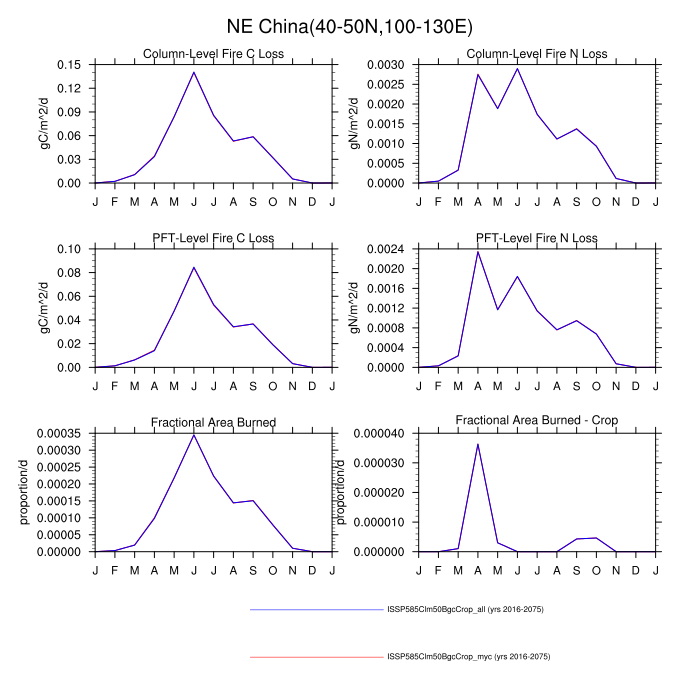 NE China(40-50N,100-130E)
Column-Level Fire C Loss
gC/m^2/d
0.15
0.12
0.09
0.06
0.03
0.00
J F M A M J J A S O N D J
Column-Level Fire N Loss
gN/m^2/d
0.0030
0.0025
0.0020
0.0015
0.0010
0.0005
0.0000
J F M A M J J A S O N D J
PFT-Level Fire C Loss
gC/m^2/d
0.10
0.08
0.06
0.04
0.02
0.00
J F M A M J J A S O N D J
PFT-Level Fire N Loss
gN/m^2/d
0.0024
0.0020
0.0016
0.0012
0.0008
0.0004
0.0000
J F M A M J J A S O N D J
Fractional Area Burned
proportion/d
0.00035
0.00030
0.00025
0.00020
0.00015
0.00010
0.00005
0.00000
J F M A M J J A S O N D J
Fractional Area Burned - Crop
proportion/d
0.000040
0.000030
0.000020
0.000010
0.000000
J F M A M J J A S O N D J
ISSP585Clm50BgcCrop_all (yrs 2016-2075)
ISSP585Clm50BgcCrop_myc (yrs 2016-2075)